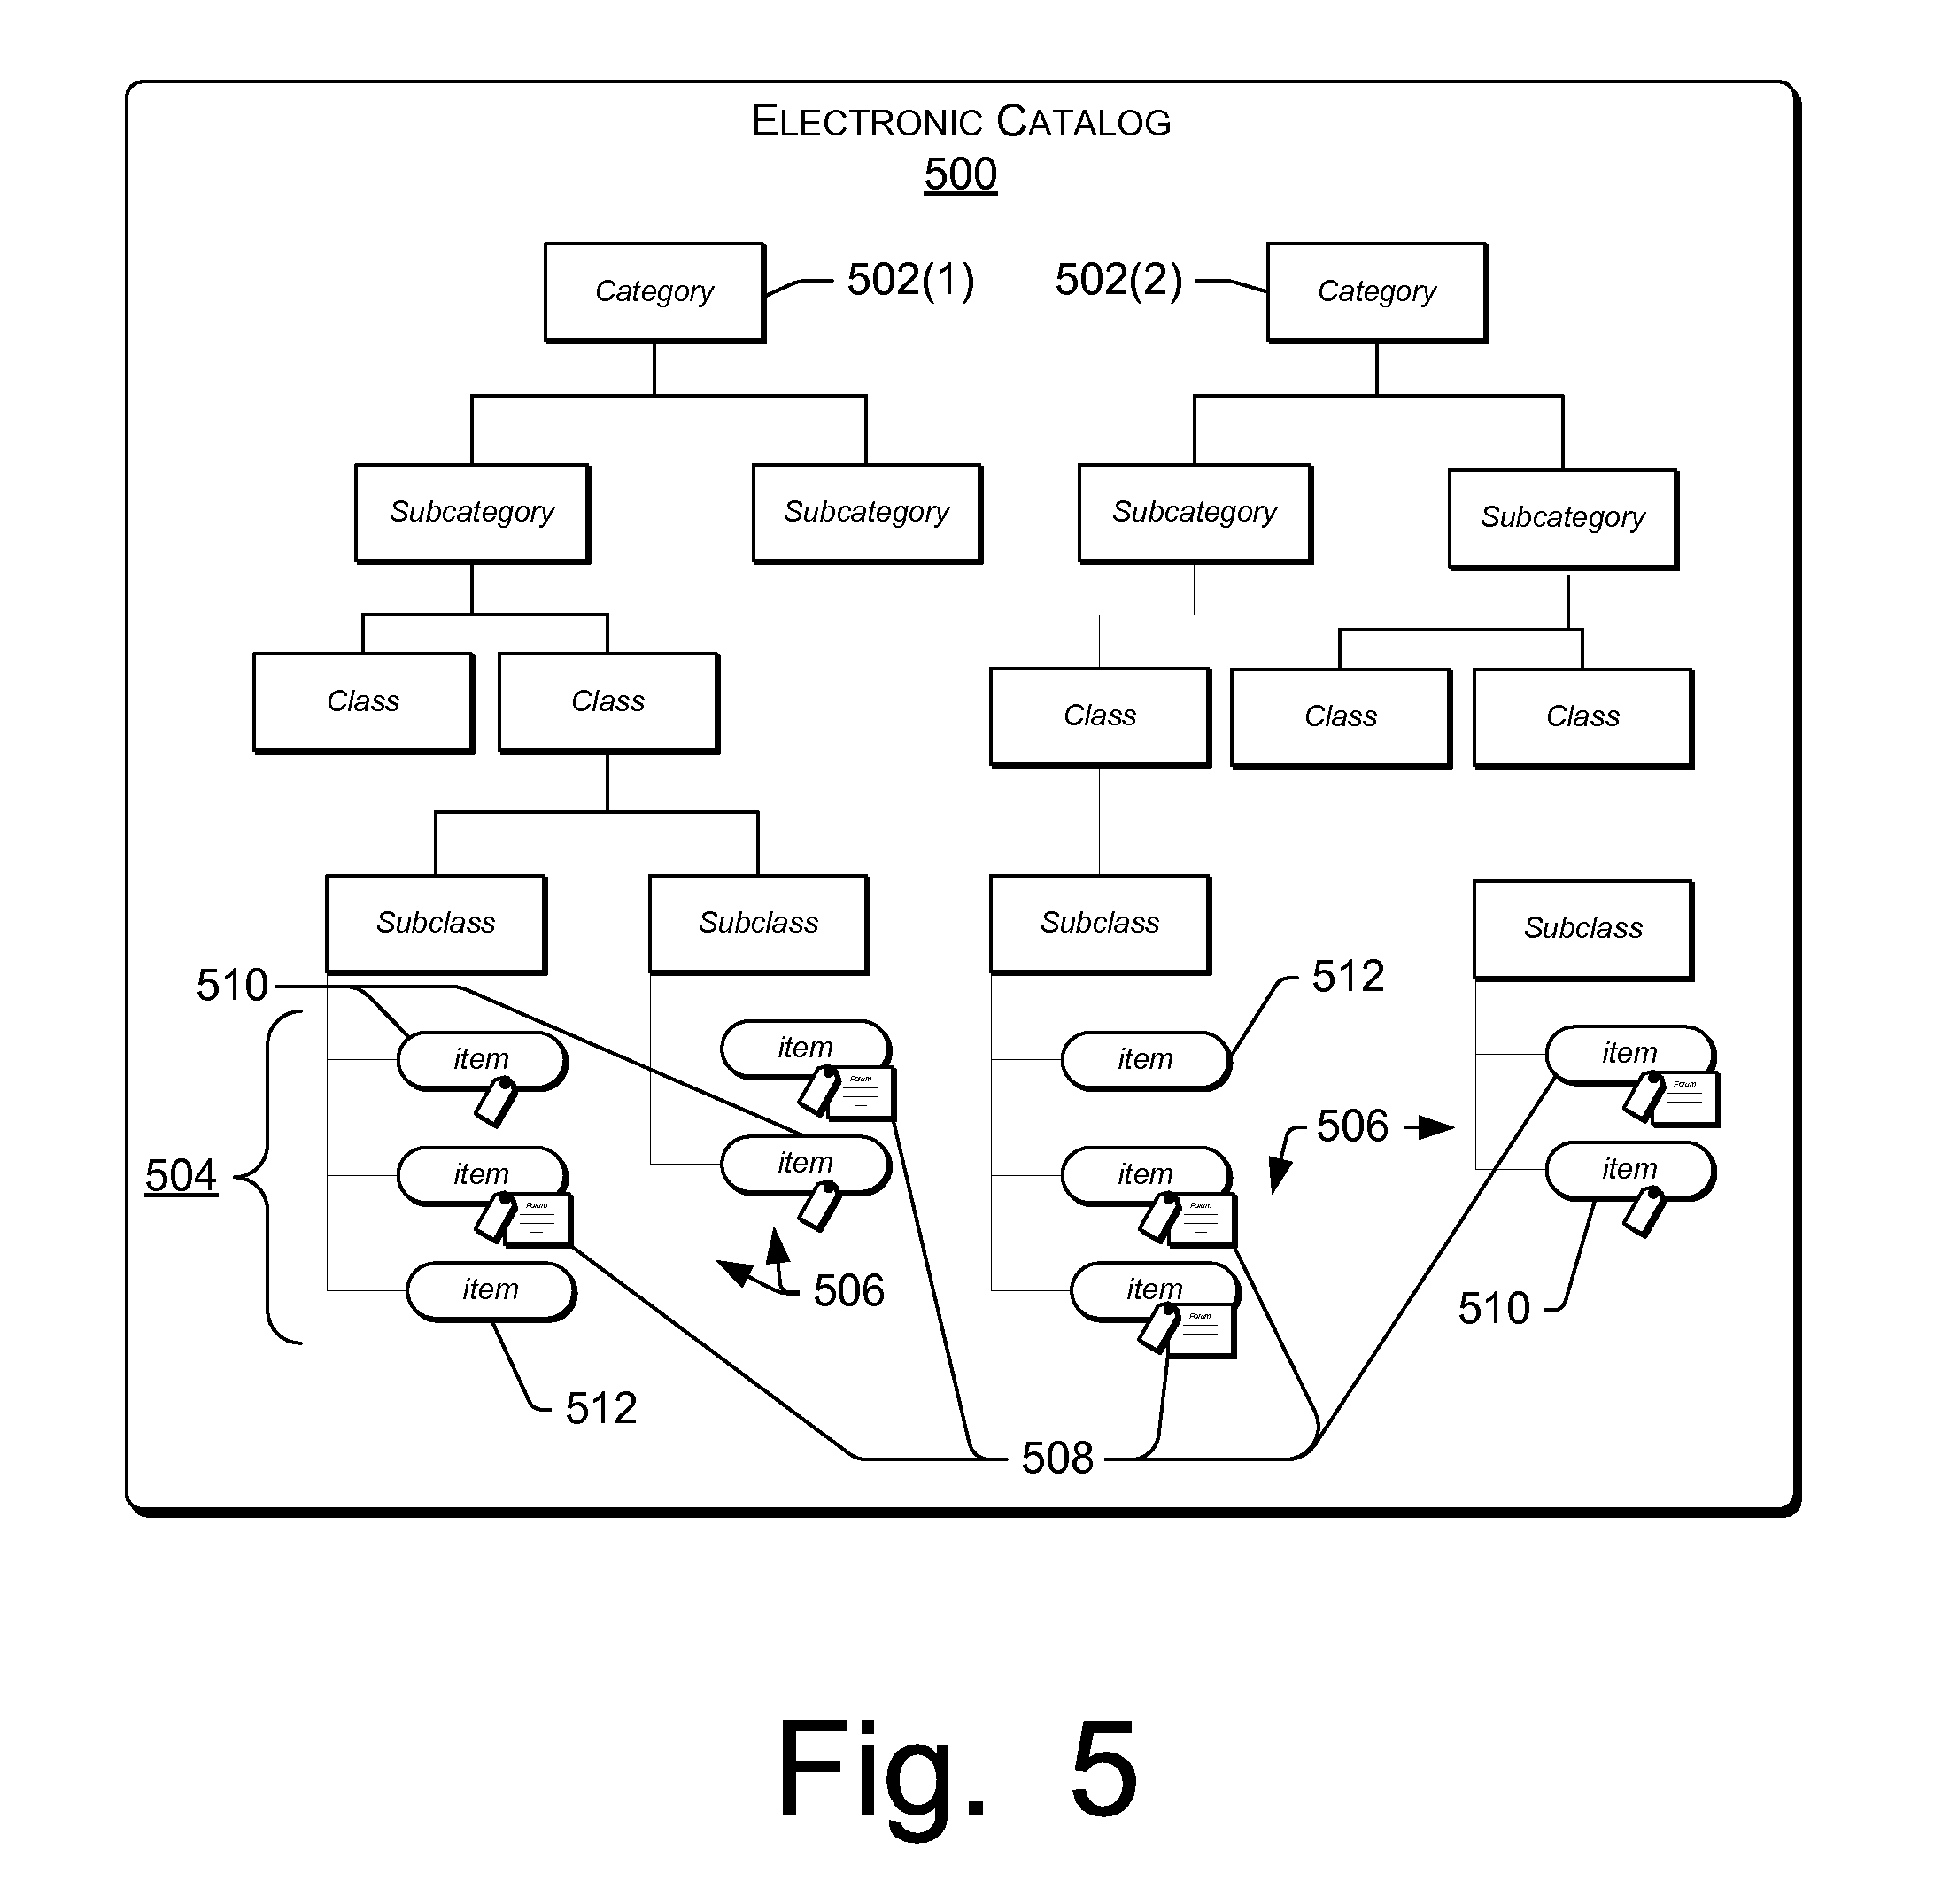 ELECTRONIC CATALOG
500
Category 502(1) 502(2) Category
Subcategory Subcategory Subcategory Subcategory
Class Class Class Class Class
Subclass Subclass Subclass Subclass
510 512
item item item item
Forum Forum
504 506
item item item item
Forum Forum
item 506 item 510
Forum
512
508
Fig. 5